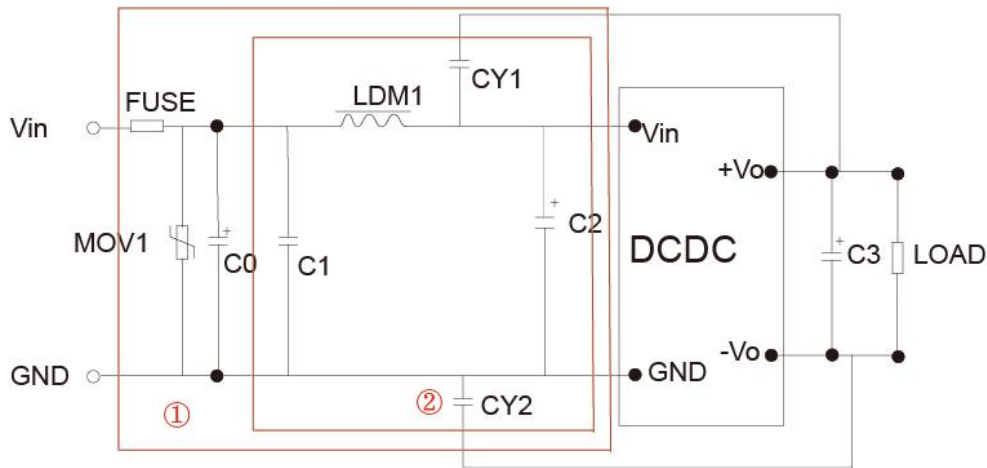 CY1
FUSE
LDM1
Vin
Vin
+Vo
MOV1
+
C0
C1
+
C2
DCDC
+
C3
LOAD
GND
-Vo
GND
①
②
CY2